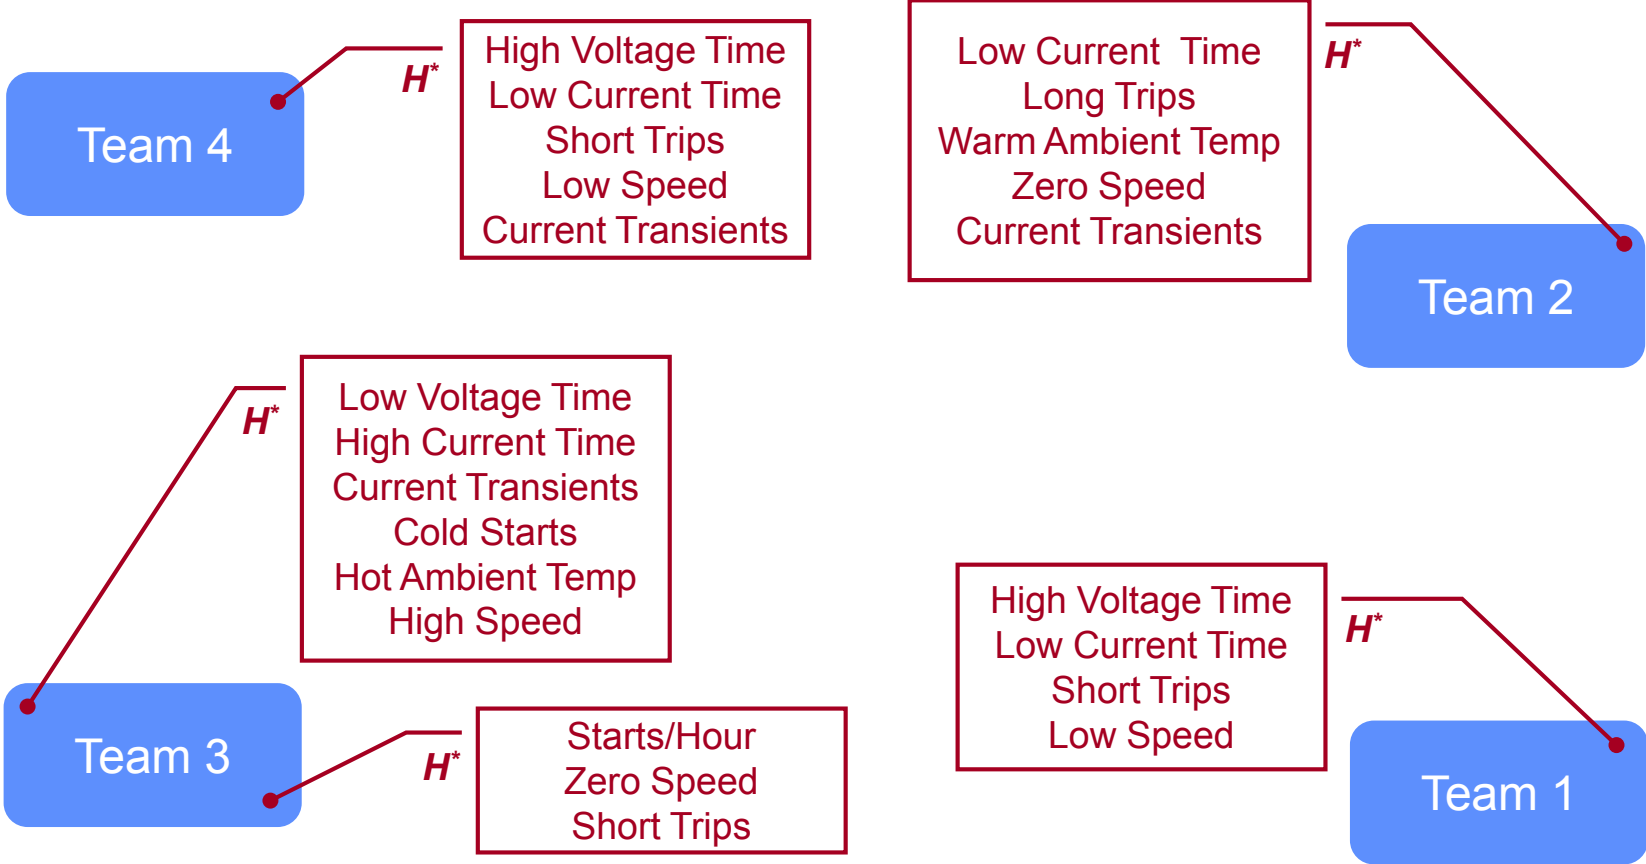 Team 4
H*
High Voltage Time
Low Current Time
Short Trips
Low Speed
Current Transients
Low Current Time
Long Trips
Warm Ambient Temp
Zero Speed
Current Transients
H*
Team 2
H*
Low Voltage Time
High Current Time
Current Transients
Cold Starts
Hot Ambient Temp
High Speed
Team 3
H*
Starts/Hour
Zero Speed
Short Trips
High Voltage Time
Low Current Time
Short Trips
Low Speed
H*
Team 1